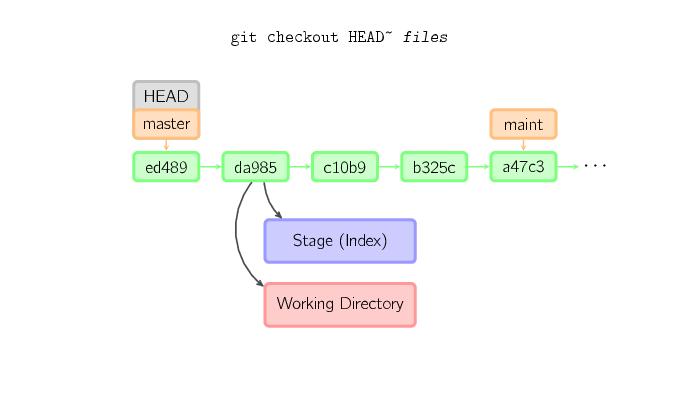 git checkout HEAD~ files
HEAD
master
maint
ed489 da985 c10b9 b325c a47c3 ...
Stage (Index)
Working Directory